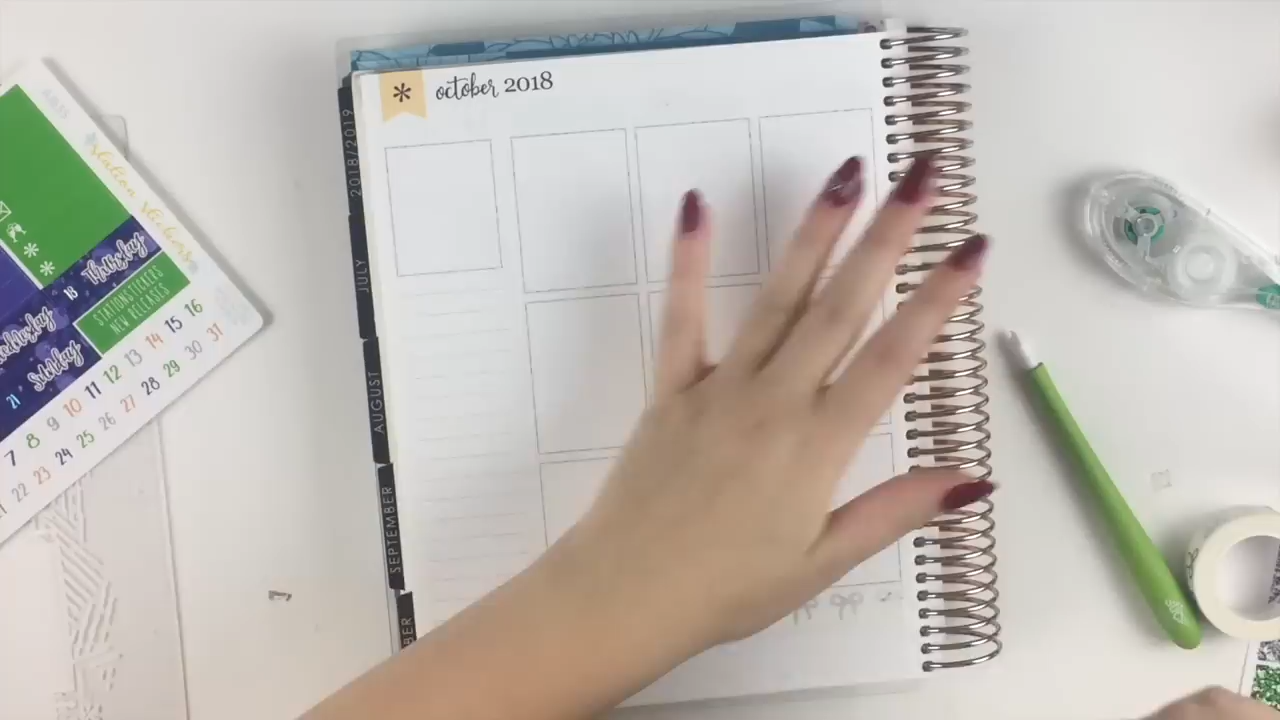 * october 2018
2018/2019
JULY
AUGUST
SEPTEMBER
BER
station stickers
Thursday
18
STATIONSTICKERS
NEW RELEASES
Saturday
21
7 8 9 10 11 12 13 14 15 16
22 23 24 25 26 27 28 29 30 31